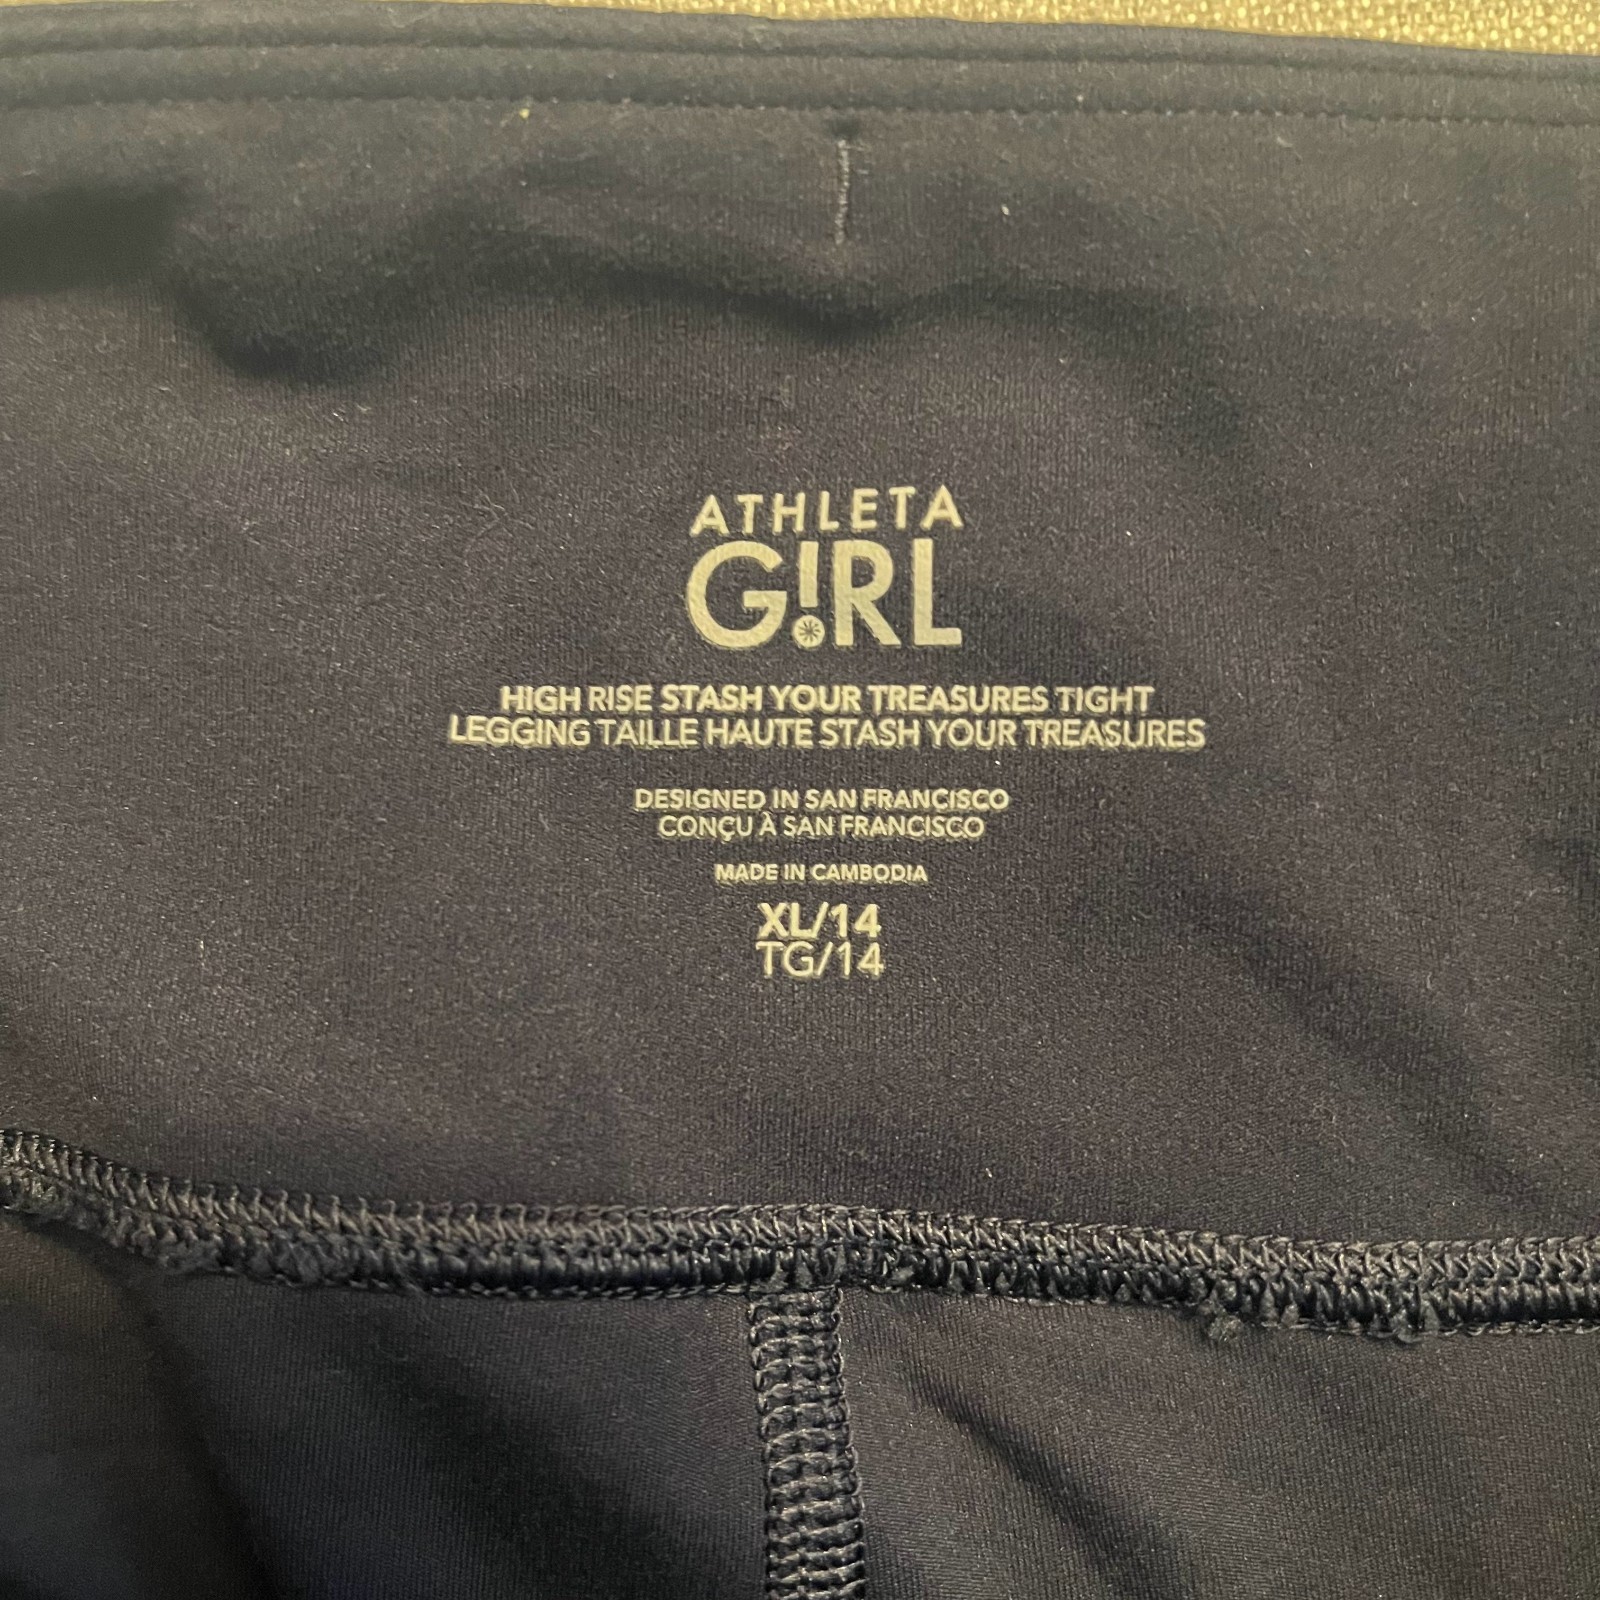 ATHLETA
G!RL
HIGH RISE STASH YOUR TREASURES TIGHT
LEGGING TAILLE HAUTE STASH YOUR TREASURES
DESIGNED IN SAN FRANCISCO
CONÇU À SAN FRANCISCO
MADE IN CAMBODIA
XL/14
TG/14